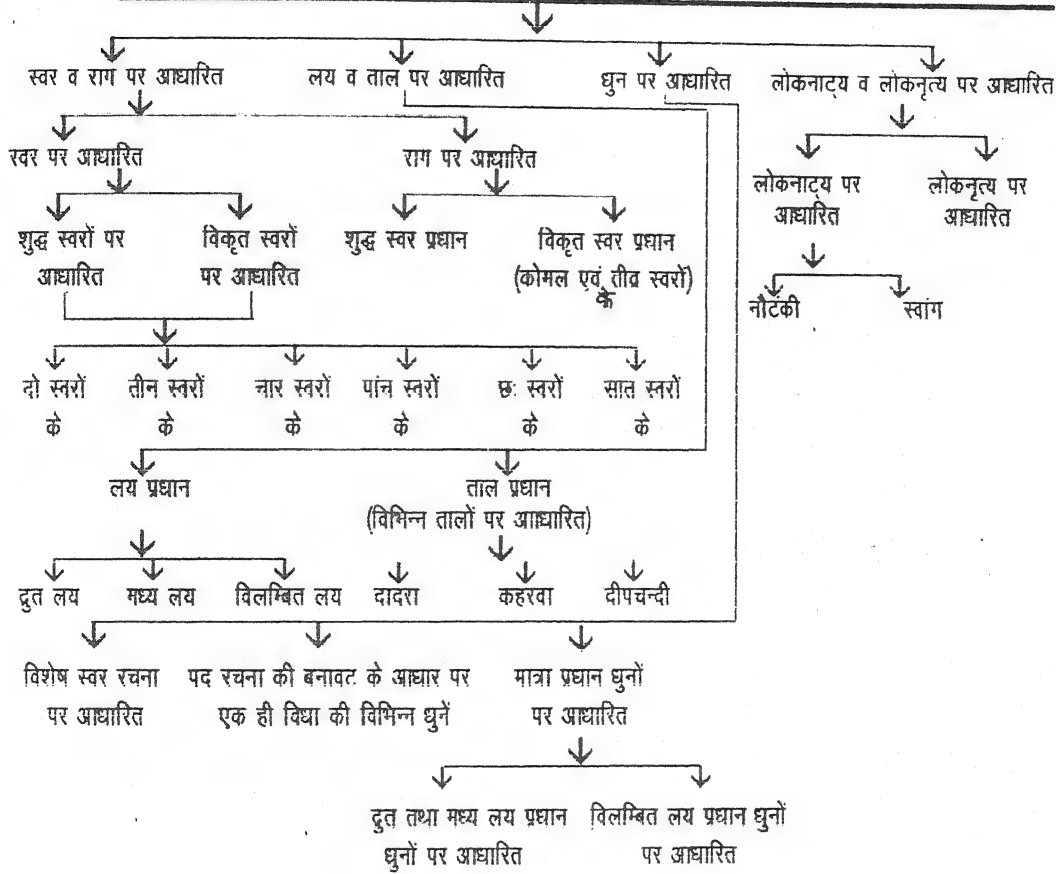 स्वर व राग पर आधारित
लय व ताल पर आधारित
धुन पर आधारित
लोकनाट्य व लोकनृत्य पर आधारित
स्वर पर आधारित
राग पर आधारित
लोकनाट्य पर
आधारित
लोकनृत्य पर
आधारित
शुद्ध स्वरों पर
आधारित
विकृत स्वरों
पर आधारित
शुद्ध स्वर प्रधान
विकृत स्वर प्रधान
(कोमल एवं तीव्र स्वरों)
के
नौटंकी
स्वांग
दो स्वरों
के
तीन स्वरों
के
चार स्वरों
के
पांच स्वरों
के
छः स्वरों
के
सात स्वरों
के
लय प्रधान
ताल प्रधान
(विभिन्न तालों पर आाधारित)
द्रुत लय
मध्य लय
विलम्बित लय
दादरा
कहरवा
दीपचन्दी
विशेष स्वर रचना
पर आधारित
पद रचना की बनावट के आधार पर
एक ही विधा की विभिन्न धुनें
मात्रा प्रधान धुनों
पर आधारित
द्रुत तथा मध्य लय प्रधान
धुनों पर आधारित
विलम्बित लय प्रधान धुनों
पर आधारित